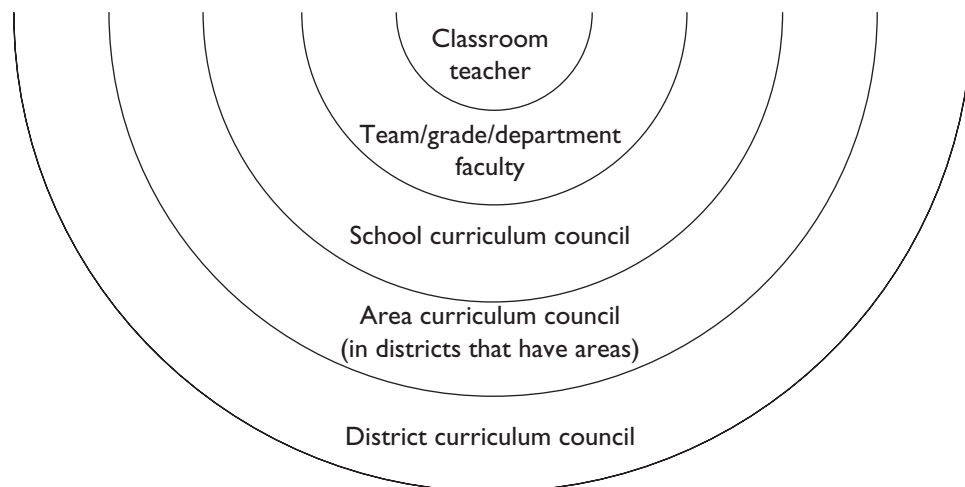 Classroom
teacher
Team/grade/department
faculty
School curriculum council
Area curriculum council
(in districts that have areas)
District curriculum council